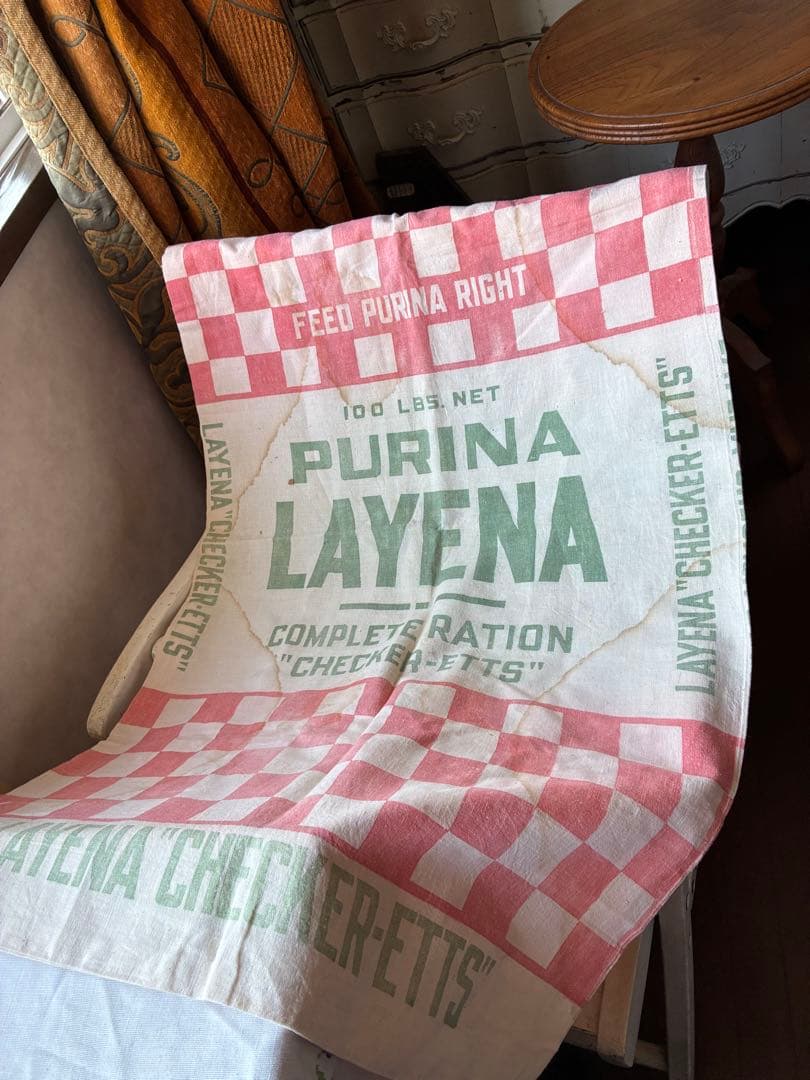 FEED PURINA RIGHT
100 LBS. NET
PURINA
LAYENA
COMPLETE RATION
"CHECKER-ETTS"
LAYENA "CHECKER-ETTS"
LAYENA "CHECKER-ETTS"
AYENA "CHECKER-ETTS"